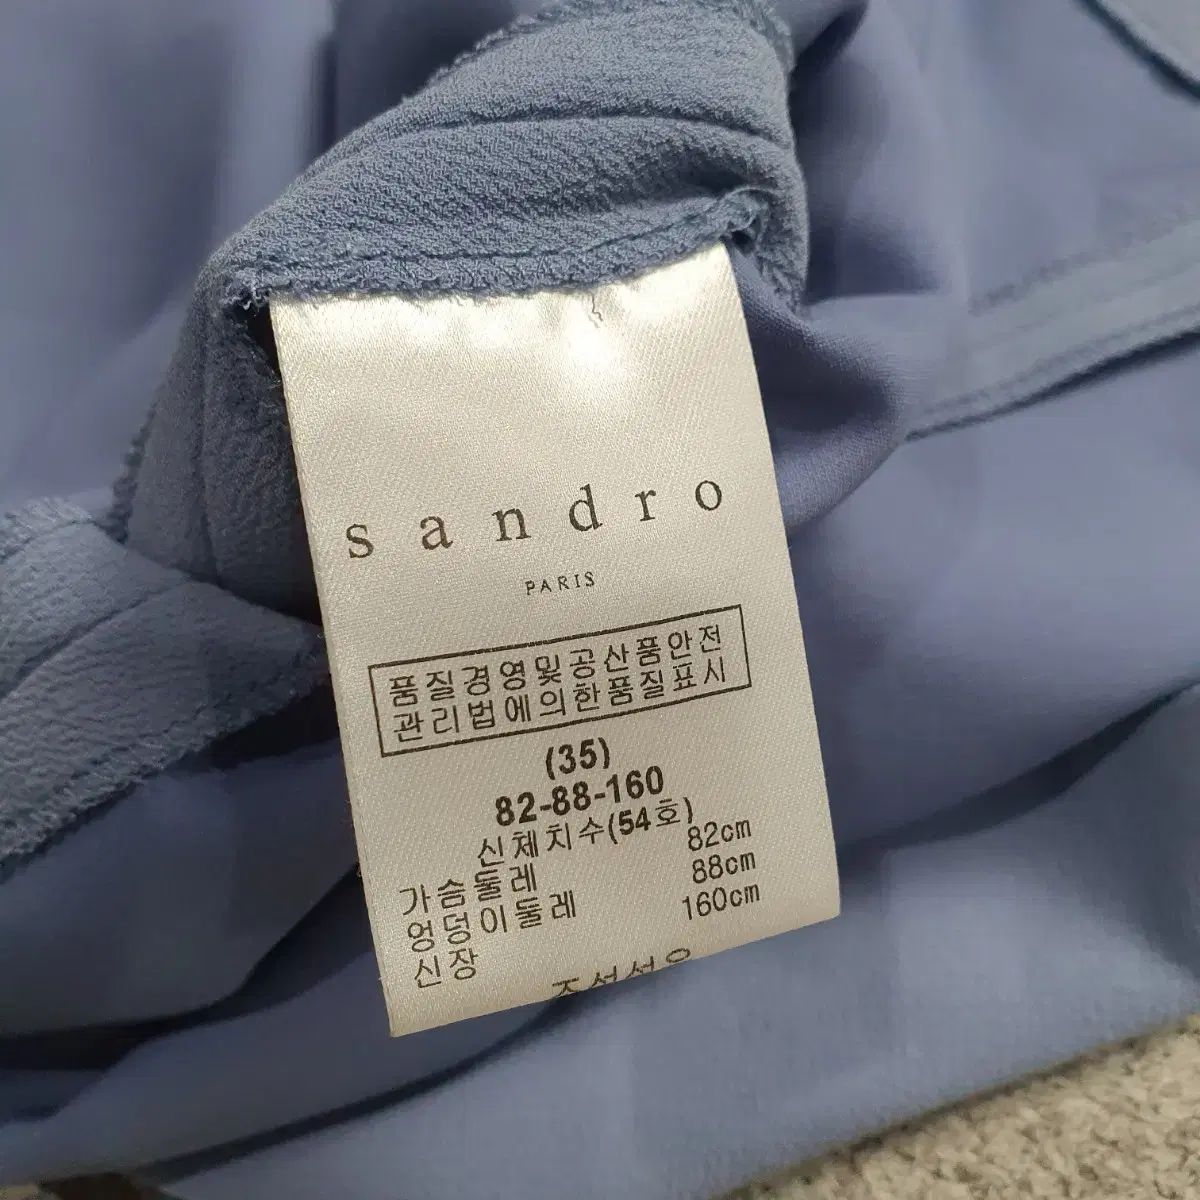 sandro
PARIS
품질경영및공산품안전
관리법에의한품질표시
(35)
82-88-160
신체치수(54호)
가슴둘레 82cm
엉덩이둘레 88cm
신장 160cm